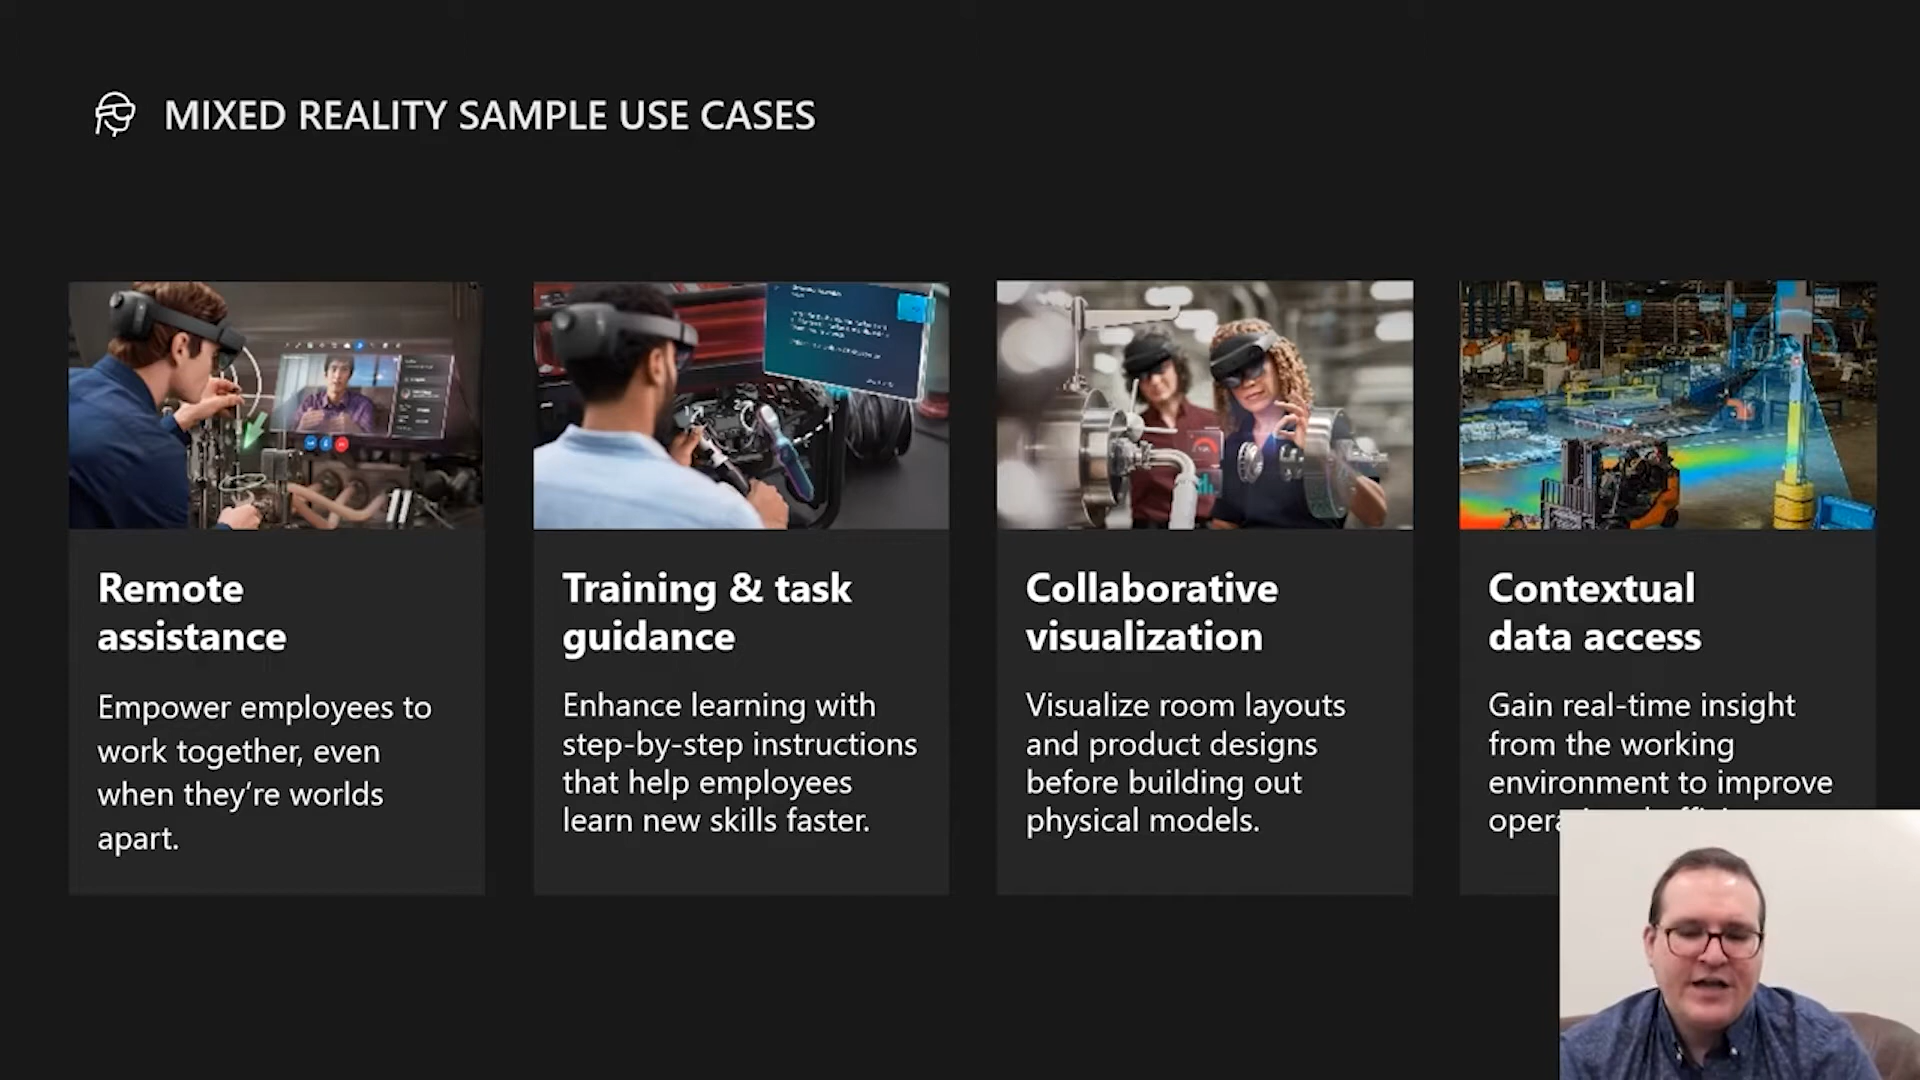 MIXED REALITY SAMPLE USE CASES
Remote
assistance
Empower employees to
work together, even
when they’re worlds
apart.
Training & task
guidance
Enhance learning with
step-by-step instructions
that help employees
learn new skills faster.
Collaborative
visualization
Visualize room layouts
and product designs
before building out
physical models.
Contextual
data access
Gain real-time insight
from the working
environment to improve